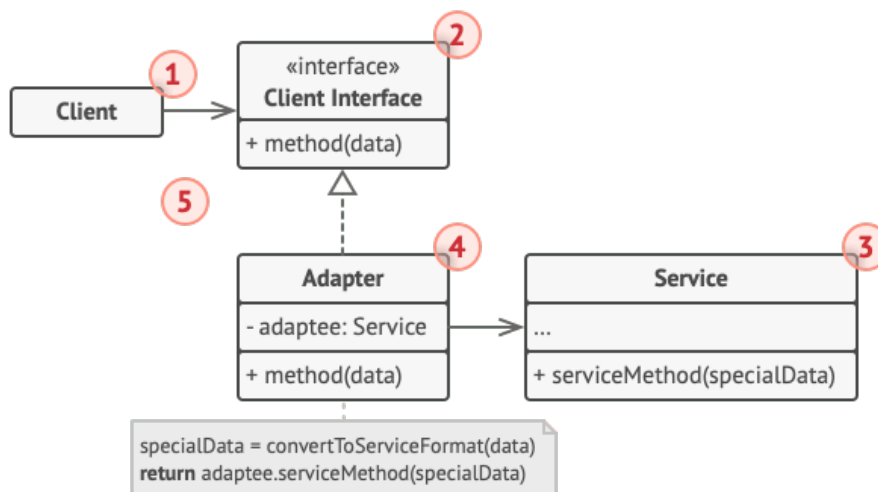 1
Client
2
«interface»
Client Interface
+ method(data)
5
4
Adapter
- adaptee: Service
+ method(data)
3
Service
...
+ serviceMethod(specialData)
specialData = convertToServiceFormat(data)
return adaptee.serviceMethod(specialData)